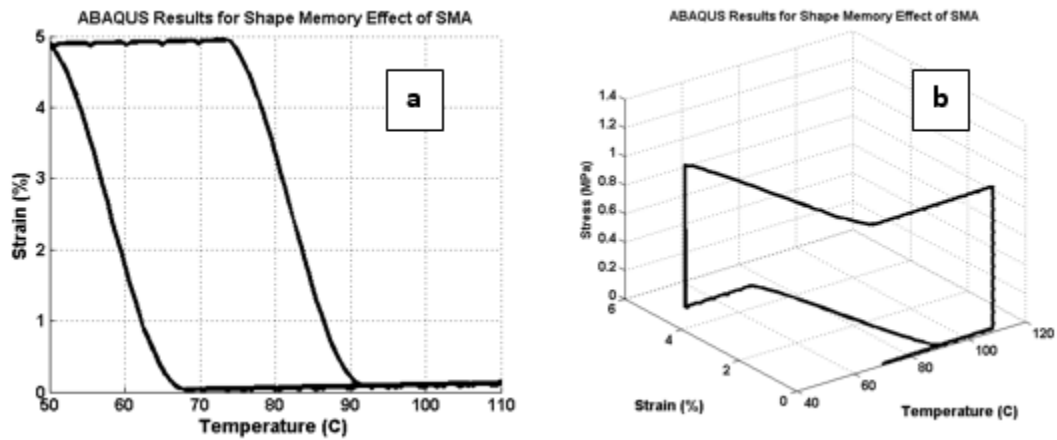 ABAQUS Results for Shape Memory Effect of SMA
5
4
3
2
1
0
50 60 70 80 90 100 110
Strain (%)
Temperature (C)
a
ABAQUS Results for Shape Memory Effect of SMA
1.4
1.2
1
0.8
0.6
0.4
0.2
0
Stress (MPa)
6
4
2
0
40
60
80
100
120
Strain (%)
Temperature (C)
b